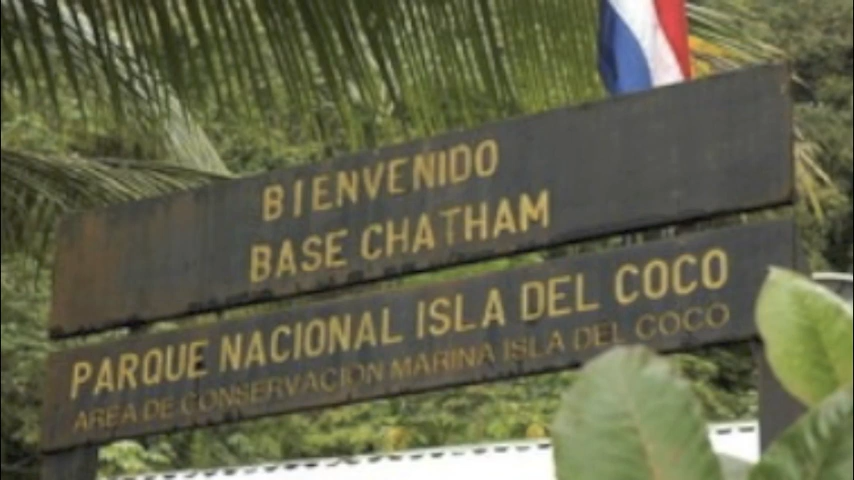 BIENVENIDO
BASE CHATHAM
PARQUE NACIONAL ISLA DEL COCO
AREA DE CONSERVACION MARINA ISLA DEL COCO